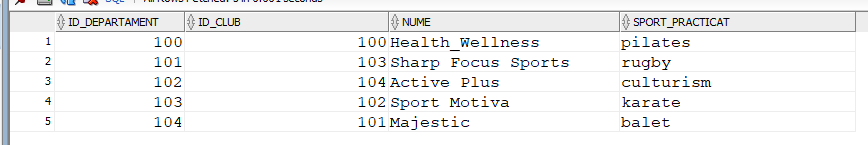 ID_DEPARTAMENT ID_CLUB NUME SPORT_PRACTICAT
1 100 100 Health_Wellness pilates
2 101 103 Sharp Focus Sports rugby
3 102 104 Active Plus culturism
4 103 102 Sport Motiva karate
5 104 101 Majestic balet